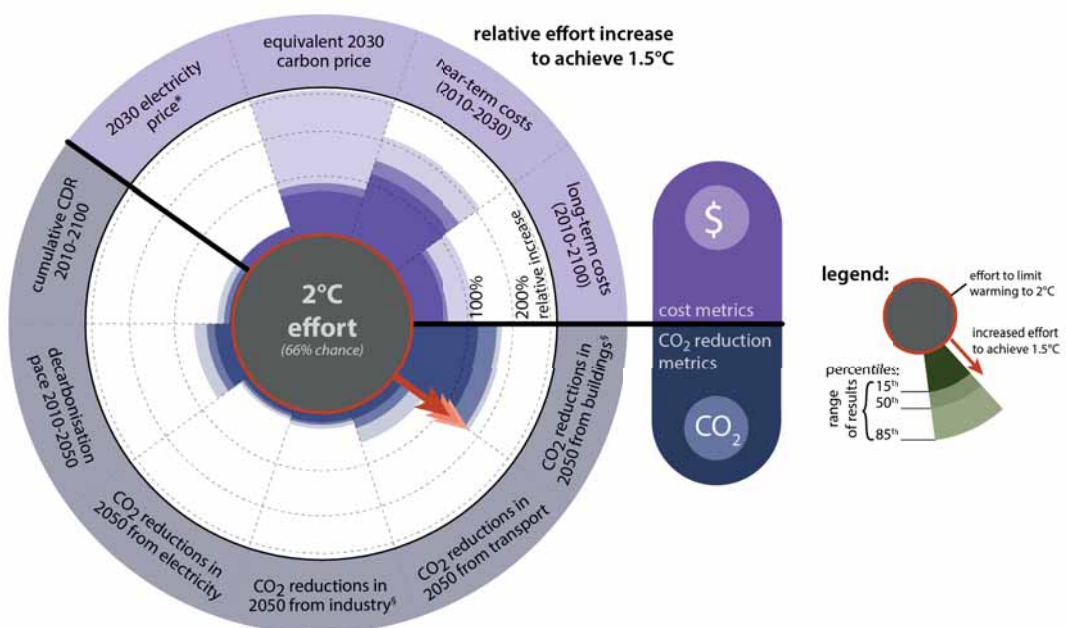 relative effort increase
to achieve 1.5°C
equivalent 2030
carbon price
near-term costs
(2010-2030)
long-term costs
(2010-2100)
2030 electricity
price*
cumulative CDR
2010-2100
decarbonisation
pace 2010-2050
CO2 reductions in
2050 from electricity
CO2 reductions in
2050 from industry§
CO2 reductions in
2050 from transport
CO2 reductions in
2050 from buildings§
100%
200%
relative increase
2°C
effort
(66% chance)
$
cost metrics
CO2 reduction
metrics
CO2
legend:
effort to limit
warming to 2°C
increased effort
to achieve 1.5°C
percentiles:
range
of results
15th
50th
85th